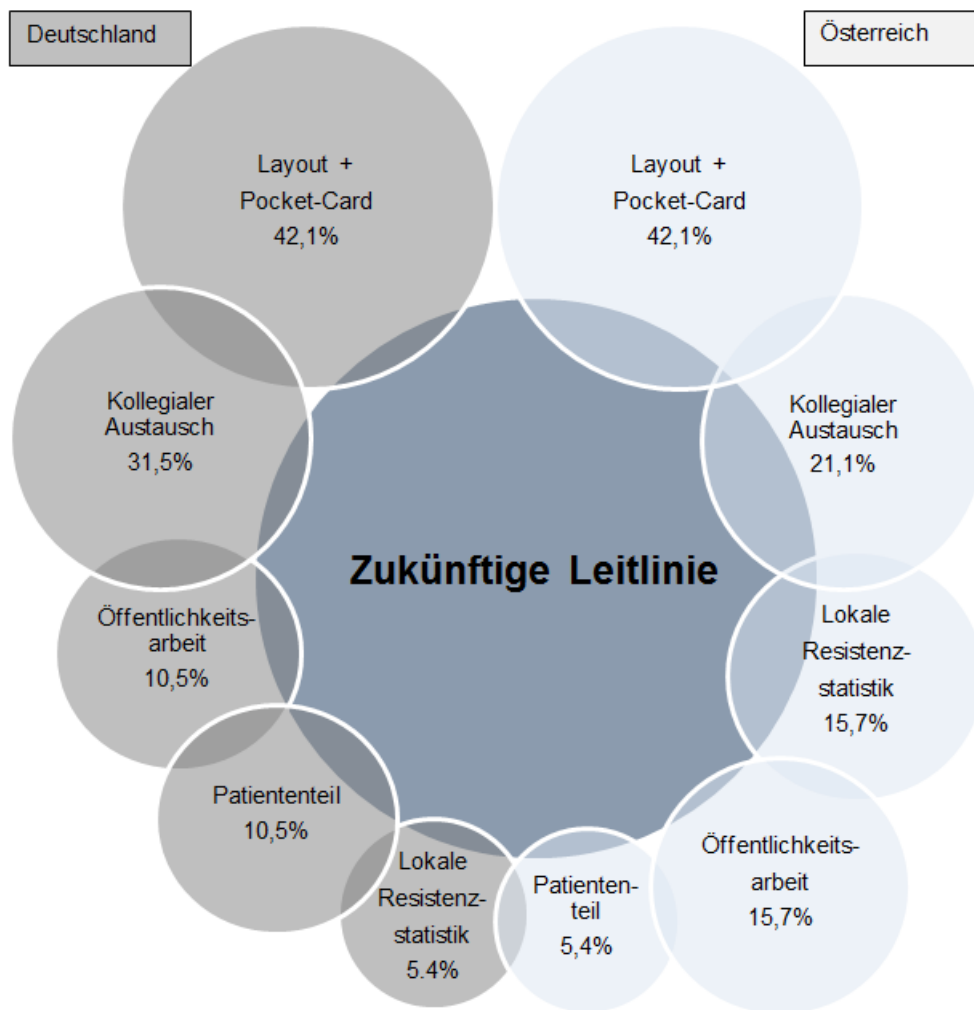 Deutschland
Österreich
Layout +
Pocket-Card
42,1%
Layout +
Pocket-Card
42,1%
Kollegialer
Austausch
31,5%
Kollegialer
Austausch
21,1%
Zukünftige Leitlinie
Öffentlichkeits-
arbeit
10,5%
Lokale
Resistenz-
statistik
15,7%
Patiententeil
10,5%
Lokale
Resistenz-
statistik
5.4%
Patienten-
teil
5,4%
Öffentlichkeits-
arbeit
15,7%